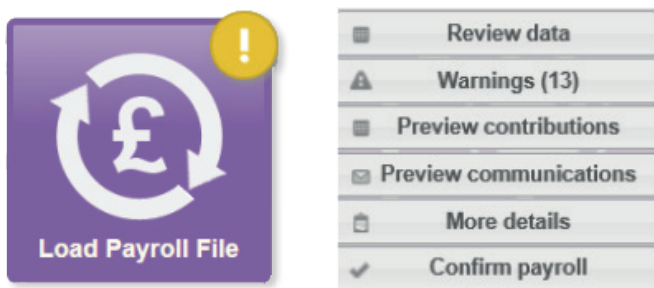 !
£
Load Payroll File
Review data
Warnings (13)
Preview contributions
Preview communications
More details
Confirm payroll